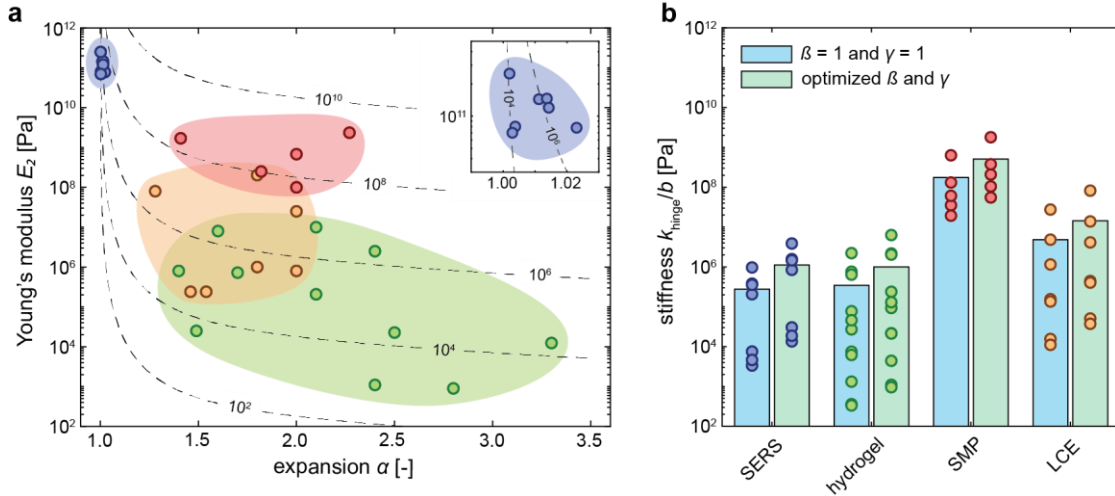 a
Young's modulus E₂ [Pa]
10¹²
10¹⁰
10⁸
10⁶
10⁴
10²
1.0
1.5
2.0
2.5
3.0
3.5
expansion α [-]
10¹⁰
10⁸
10⁶
10⁴
10²
10¹¹
10⁴
10⁶
1.00
1.02
b
stiffness k_hinge/b [Pa]
10¹²
10¹⁰
10⁸
10⁶
10⁴
10²
ß = 1 and γ = 1
optimized ß and γ
SERS
hydrogel
SMP
LCE